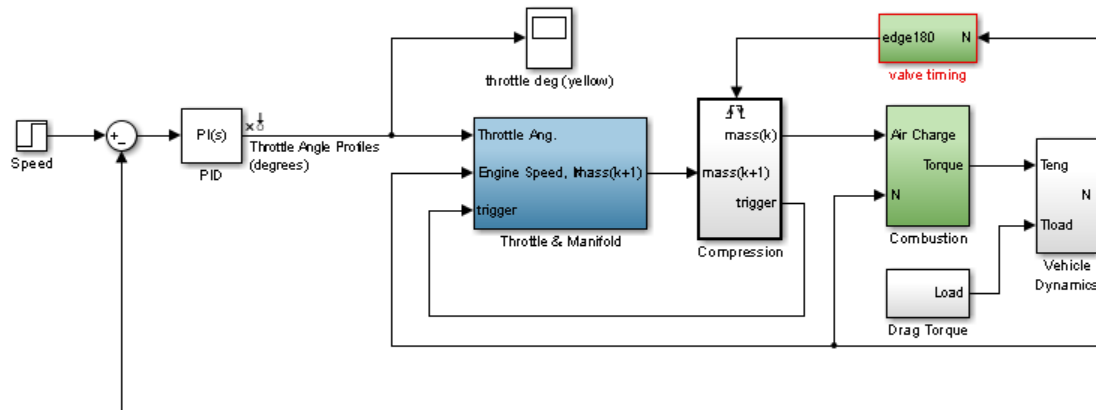 edge180 N
valve timing
throttle deg (yellow)
Speed
PI(s)
PID
Throttle Angle Profiles
(degrees)
Throttle Ang.
Engine Speed, N
mass(k+1)
trigger
Throttle & Manifold
mass(k)
mass(k+1)
trigger
Compression
Air Charge
Torque
N
Combustion
Load
Drag Torque
Teng
N
Tload
Vehicle
Dynamics